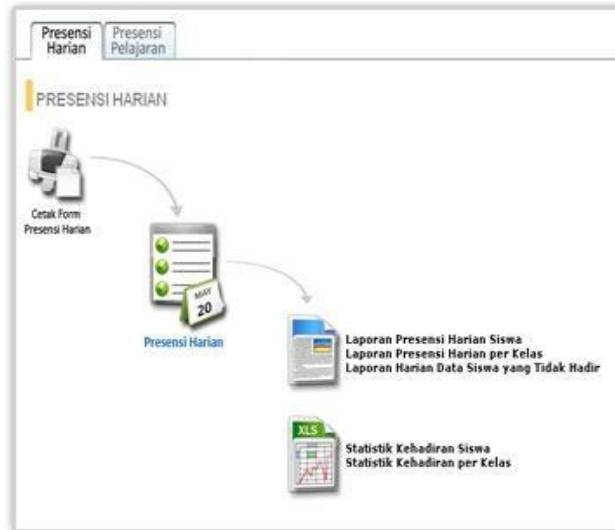 Presensi
Harian
Presensi
Pelajaran
PRESENSI HARIAN
Cetak Form
Presensi Harian
MAY
20
Presensi Harian
Laporan Presensi Harian Siswa
Laporan Presensi Harian per Kelas
Laporan Harian Data Siswa yang Tidak Hadir
XLS
Statistik Kehadiran Siswa
Statistik Kehadiran per Kelas